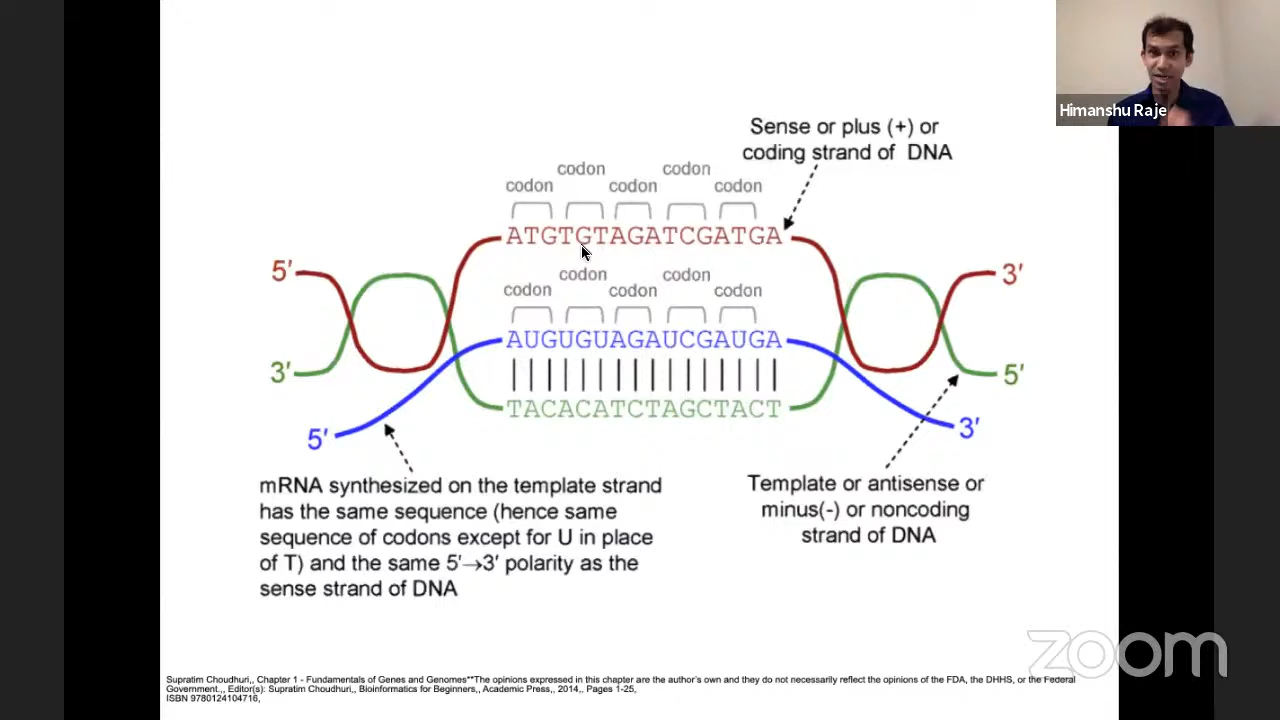 Himanshu Raje
Sense or plus (+) or
coding strand of DNA
codon codon
codon codon codon
ATGTGTAGATCGATGA
5′ 3′
codon codon
codon codon codon
AUGUGUAGAUCGAUGA
3′ 5′
TACACATCTAGCTACT
5′ 3′
mRNA synthesized on the template strand
has the same sequence (hence same
sequence of codons except for U in place
of T) and the same 5′→3′ polarity as the
sense strand of DNA
Template or antisense or
minus(-) or noncoding
strand of DNA
zoom
Supratim Choudhuri,, Chapter 1 - Fundamentals of Genes and Genomes**The opinions expressed in this chapter are the author's own and they do not necessarily reflect the opinions of the FDA, the DHHS, or the Federal
Government.,, Editor(s): Supratim Choudhuri,, Bioinformatics for Beginners,, Academic Press,, 2014,, Pages 1-25,
ISBN 9780124104716,